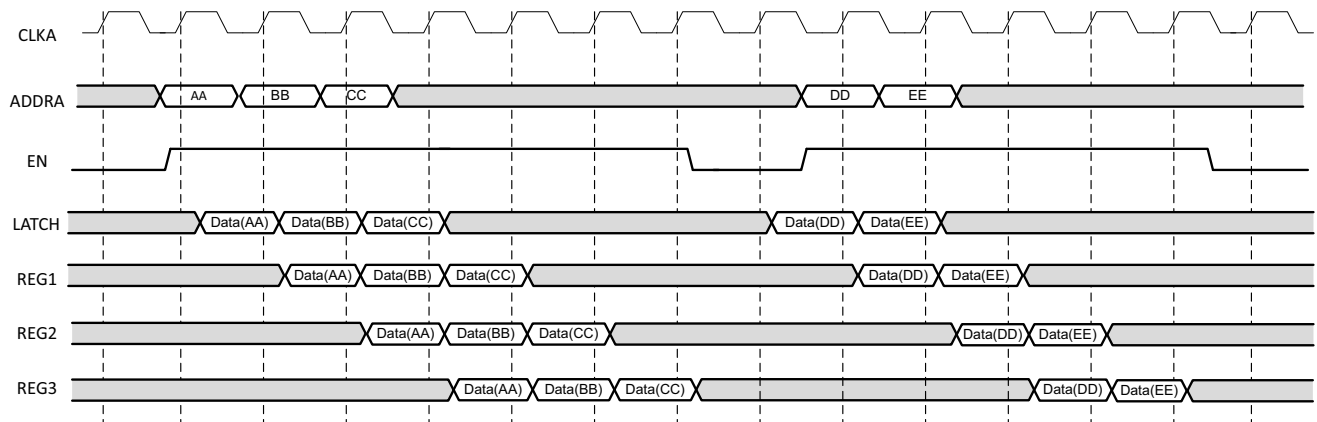 CLKA
ADDRA AA BB CC DD EE
EN
LATCH Data(AA) Data(BB) Data(CC) Data(DD) Data(EE)
REG1 Data(AA) Data(BB) Data(CC) Data(DD) Data(EE)
REG2 Data(AA) Data(BB) Data(CC) Data(DD) Data(EE)
REG3 Data(AA) Data(BB) Data(CC) Data(DD) Data(EE)